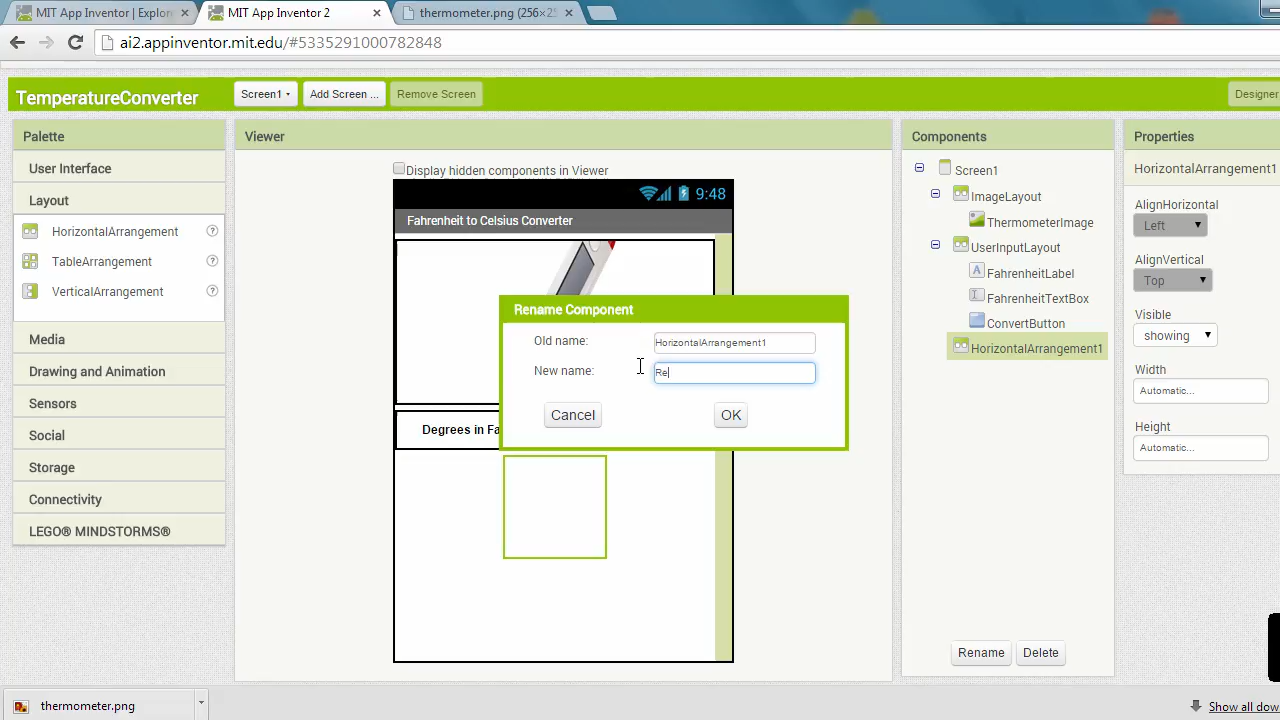 MIT App Inventor | Explor
MIT App Inventor 2
thermometer.png (256×25
ai2.appinventor.mit.edu/#5335291000782848
TemperatureConverter
Screen1
Add Screen ...
Remove Screen
Designer
Palette
Viewer
Components
Properties
User Interface
Layout
HorizontalArrangement
?
TableArrangement
?
VerticalArrangement
?
Media
Drawing and Animation
Sensors
Social
Storage
Connectivity
LEGO® MINDSTORMS®
Display hidden components in Viewer
9:48
Fahrenheit to Celsius Converter
Degrees in Fa
Rename Component
Old name:
HorizontalArrangement1
New name:
Re
Cancel
OK
Screen1
ImageLayout
ThermometerImage
UserInputLayout
A
FahrenheitLabel
FahrenheitTextBox
ConvertButton
HorizontalArrangement1
Rename
Delete
HorizontalArrangement1
AlignHorizontal
Left
AlignVertical
Top
Visible
showing
Width
Automatic...
Height
Automatic...
thermometer.png
Show all dow